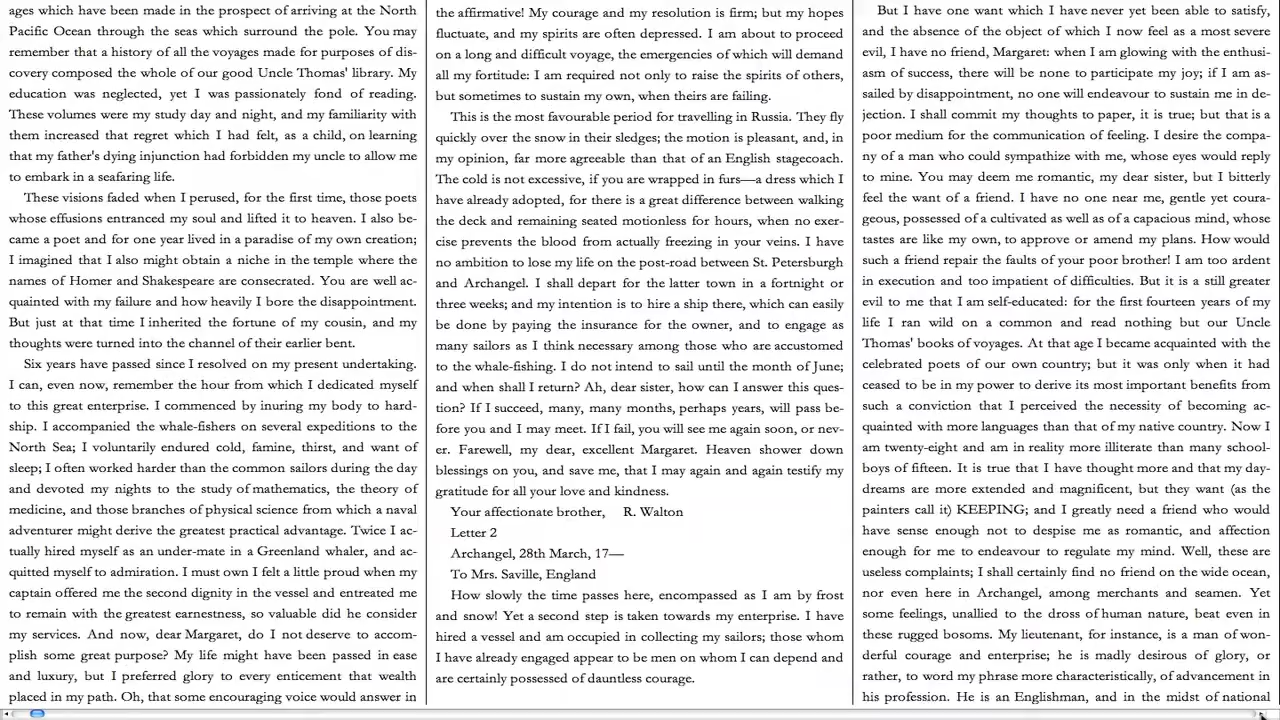 ages which have been made in the prospect of arriving at the North
Pacific Ocean through the seas which surround the pole. You may
remember that a history of all the voyages made for purposes of dis-
covery composed the whole of our good Uncle Thomas' library. My
education was neglected, yet I was passionately fond of reading.
These volumes were my study day and night, and my familiarity with
them increased that regret which I had felt, as a child, on learning
that my father's dying injunction had forbidden my uncle to allow me
to embark in a seafaring life.
These visions faded when I perused, for the first time, those poets
whose effusions entranced my soul and lifted it to heaven. I also be-
came a poet and for one year lived in a paradise of my own creation;
I imagined that I also might obtain a niche in the temple where the
names of Homer and Shakespeare are consecrated. You are well ac-
quainted with my failure and how heavily I bore the disappointment.
But just at that time I inherited the fortune of my cousin, and my
thoughts were turned into the channel of their earlier bent.
Six years have passed since I resolved on my present undertaking.
I can, even now, remember the hour from which I dedicated myself
to this great enterprise. I commenced by inuring my body to hard-
ship. I accompanied the whale-fishers on several expeditions to the
North Sea; I voluntarily endured cold, famine, thirst, and want of
sleep; I often worked harder than the common sailors during the day
and devoted my nights to the study of mathematics, the theory of
medicine, and those branches of physical science from which a naval
adventurer might derive the greatest practical advantage. Twice I ac-
tually hired myself as an under-mate in a Greenland whaler, and ac-
quitted myself to admiration. I must own I felt a little proud when my
captain offered me the second dignity in the vessel and entreated me
to remain with the greatest earnestness, so valuable did he consider
my services. And now, dear Margaret, do I not deserve to accom-
plish some great purpose? My life might have been passed in ease
and luxury, but I preferred glory to every enticement that wealth
placed in my path. Oh, that some encouraging voice would answer in
the affirmative! My courage and my resolution is firm; but my hopes
fluctuate, and my spirits are often depressed. I am about to proceed
on a long and difficult voyage, the emergencies of which will demand
all my fortitude: I am required not only to raise the spirits of others,
but sometimes to sustain my own, when theirs are failing.
This is the most favourable period for travelling in Russia. They fly
quickly over the snow in their sledges; the motion is pleasant, and, in
my opinion, far more agreeable than that of an English stagecoach.
The cold is not excessive, if you are wrapped in furs—a dress which I
have already adopted, for there is a great difference between walking
the deck and remaining seated motionless for hours, when no exer-
cise prevents the blood from actually freezing in your veins. I have
no ambition to lose my life on the post-road between St. Petersburgh
and Archangel. I shall depart for the latter town in a fortnight or
three weeks; and my intention is to hire a ship there, which can easily
be done by paying the insurance for the owner, and to engage as
many sailors as I think necessary among those who are accustomed
to the whale-fishing. I do not intend to sail until the month of June;
and when shall I return? Ah, dear sister, how can I answer this ques-
tion? If I succeed, many, many months, perhaps years, will pass be-
fore you and I may meet. If I fail, you will see me again soon, or nev-
er. Farewell, my dear, excellent Margaret. Heaven shower down
blessings on you, and save me, that I may again and again testify my
gratitude for all your love and kindness.
Your affectionate brother, R. Walton
Letter 2
Archangel, 28th March, 17—
To Mrs. Saville, England
How slowly the time passes here, encompassed as I am by frost
and snow! Yet a second step is taken towards my enterprise. I have
hired a vessel and am occupied in collecting my sailors; those whom
I have already engaged appear to be men on whom I can depend and
are certainly possessed of dauntless courage.
But I have one want which I have never yet been able to satisfy,
and the absence of the object of which I now feel as a most severe
evil, I have no friend, Margaret: when I am glowing with the enthusi-
asm of success, there will be none to participate my joy; if I am as-
sailed by disappointment, no one will endeavour to sustain me in de-
jection. I shall commit my thoughts to paper, it is true; but that is a
poor medium for the communication of feeling. I desire the compa-
ny of a man who could sympathize with me, whose eyes would reply
to mine. You may deem me romantic, my dear sister, but I bitterly
feel the want of a friend. I have no one near me, gentle yet coura-
geous, possessed of a cultivated as well as of a capacious mind, whose
tastes are like my own, to approve or amend my plans. How would
such a friend repair the faults of your poor brother! I am too ardent
in execution and too impatient of difficulties. But it is a still greater
evil to me that I am self-educated: for the first fourteen years of my
life I ran wild on a common and read nothing but our Uncle
Thomas' books of voyages. At that age I became acquainted with the
celebrated poets of our own country; but it was only when it had
ceased to be in my power to derive its most important benefits from
such a conviction that I perceived the necessity of becoming ac-
quainted with more languages than that of my native country. Now I
am twenty-eight and am in reality more illiterate than many school-
boys of fifteen. It is true that I have thought more and that my day-
dreams are more extended and magnificent, but they want (as the
painters call it) KEEPING; and I greatly need a friend who would
have sense enough not to despise me as romantic, and affection
enough for me to endeavour to regulate my mind. Well, these are
useless complaints; I shall certainly find no friend on the wide ocean,
nor even here in Archangel, among merchants and seamen. Yet
some feelings, unallied to the dross of human nature, beat even in
these rugged bosoms. My lieutenant, for instance, is a man of won-
derful courage and enterprise; he is madly desirous of glory, or
rather, to word my phrase more characteristically, of advancement in
his profession. He is an Englishman, and in the midst of national